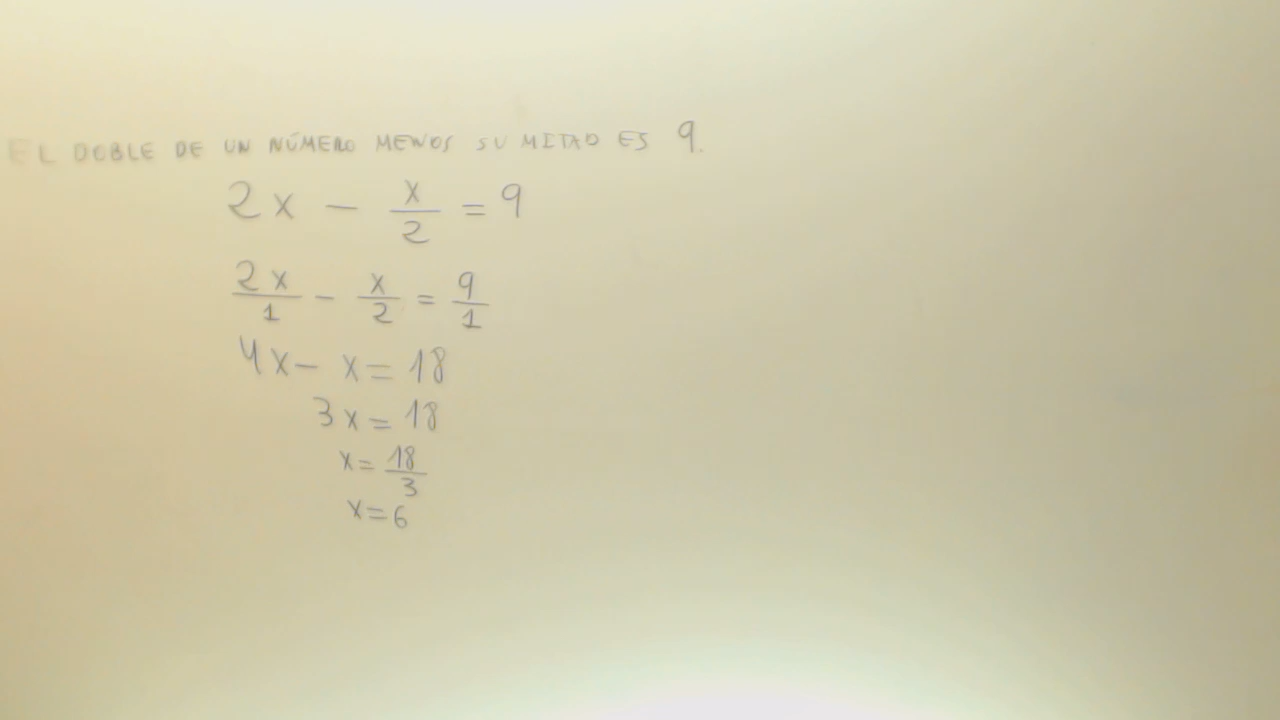 EL DOBLE DE UN NÚMERO MENOS SU MITAD ES 9.
2x - x/2 = 9
2x/1 - x/2 = 9/1
4x - x = 18
3x = 18
x = 18/3
x = 6